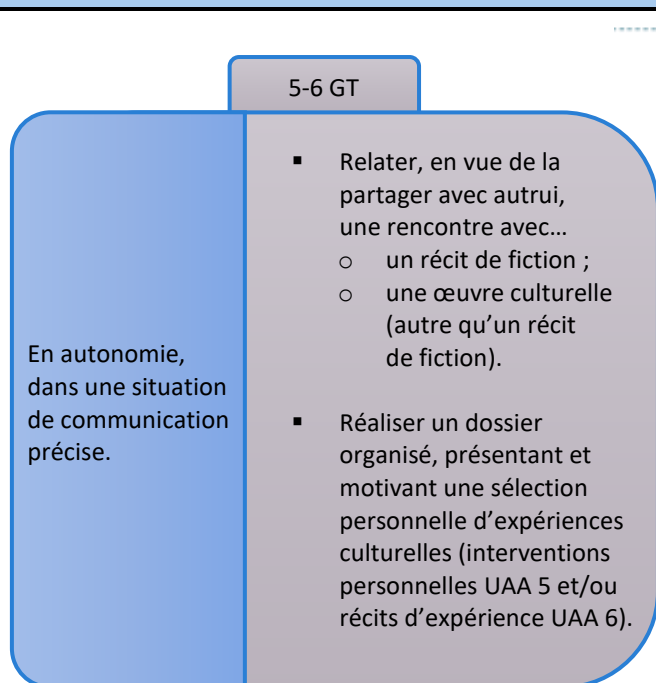 5-6 GT
En autonomie,
dans une situation
de communication
précise.
▪ Relater, en vue de la
partager avec autrui,
une rencontre avec…
o un récit de fiction ;
o une œuvre culturelle
(autre qu’un récit
de fiction).
▪ Réaliser un dossier
organisé, présentant et
motivant une sélection
personnelle d’expériences
culturelles (interventions
personnelles UAA 5 et/ou
récits d’expérience UAA 6).